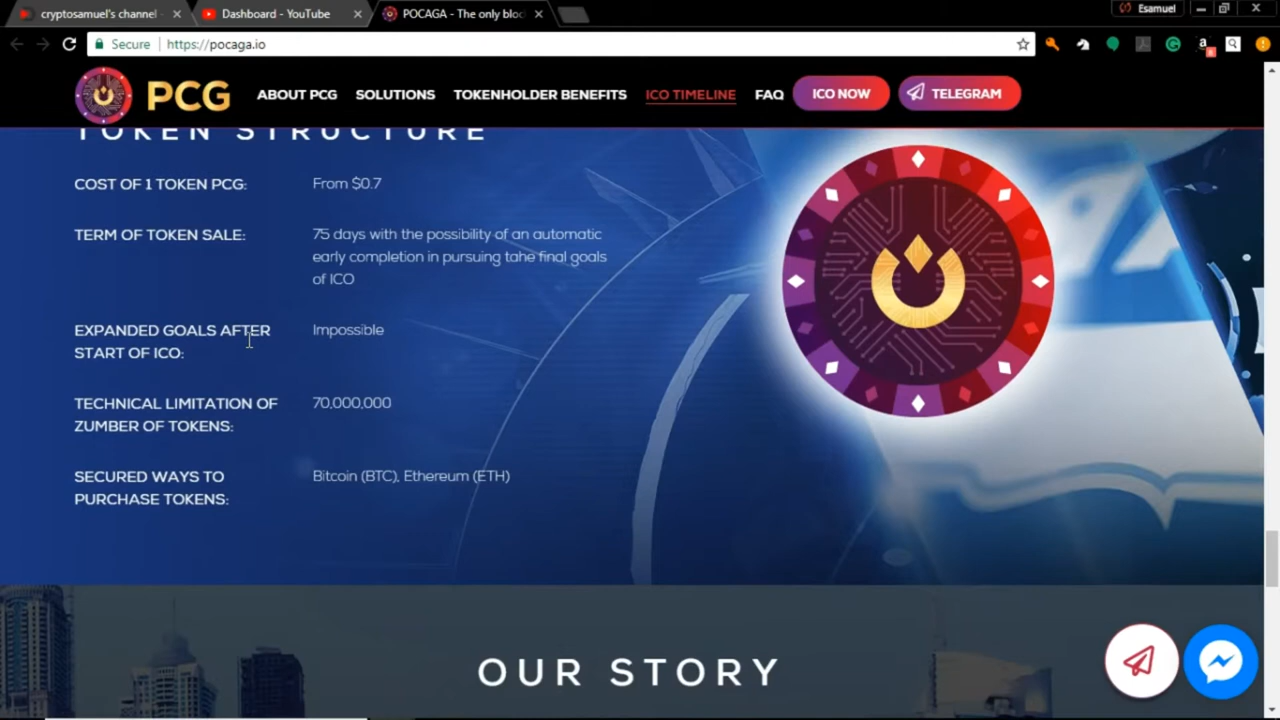 cryptosamuel's channel
Dashboard - YouTube
POCAGA - The only bloc
Esamuel
Secure
https://pocaga.io
PCG
ABOUT PCG
SOLUTIONS
TOKENHOLDER BENEFITS
ICO TIMELINE
FAQ
ICO NOW
TELEGRAM
TOKEN STRUCTURE
COST OF 1 TOKEN PCG:
From $0.7
TERM OF TOKEN SALE:
75 days with the possibility of an automatic
early completion in pursuing tahe final goals
of ICO
EXPANDED GOALS AFTER
START OF ICO:
Impossible
TECHNICAL LIMITATION OF
ZUMBER OF TOKENS:
70,000,000
SECURED WAYS TO
PURCHASE TOKENS:
Bitcoin (BTC), Ethereum (ETH)
OUR STORY